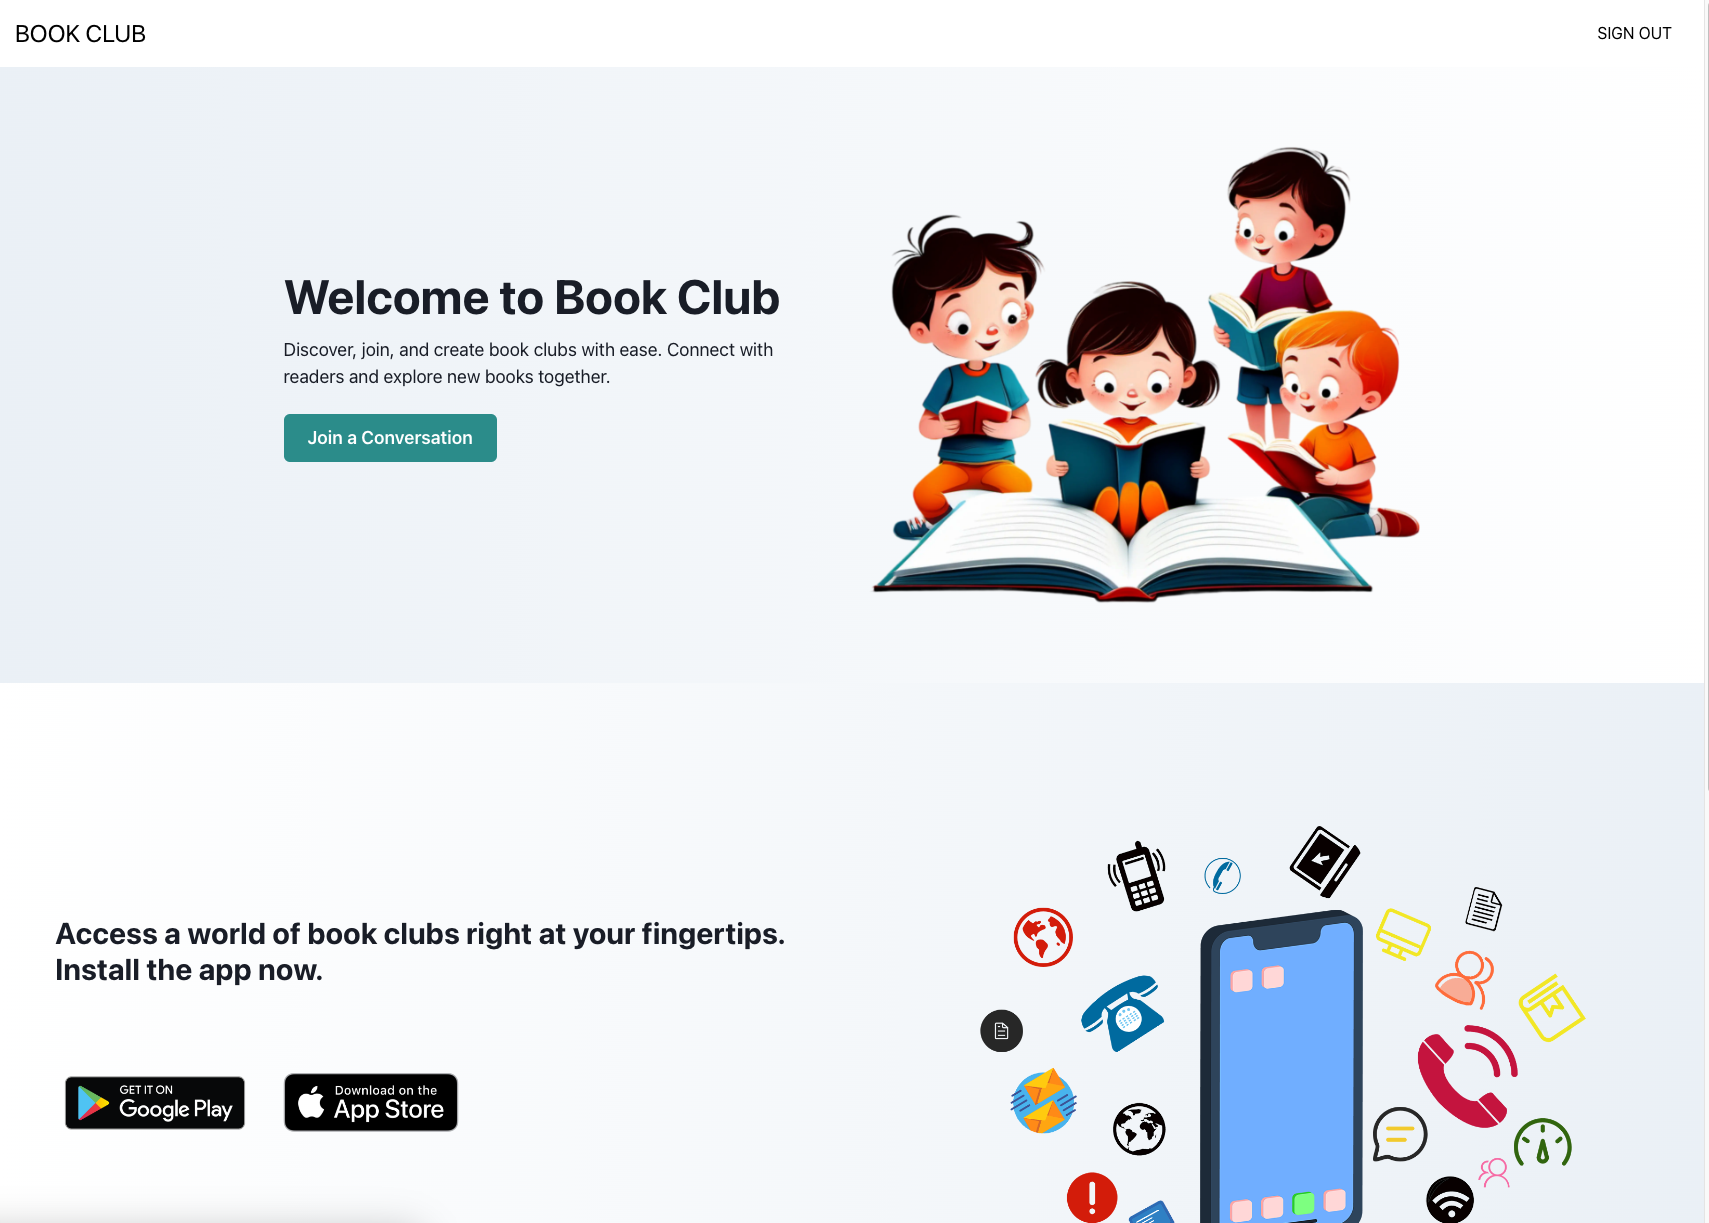 BOOK CLUB
SIGN OUT
Welcome to Book Club
Discover, join, and create book clubs with ease. Connect with
readers and explore new books together.
Join a Conversation
Access a world of book clubs right at your fingertips.
Install the app now.
GET IT ON
Google Play
Download on the
App Store